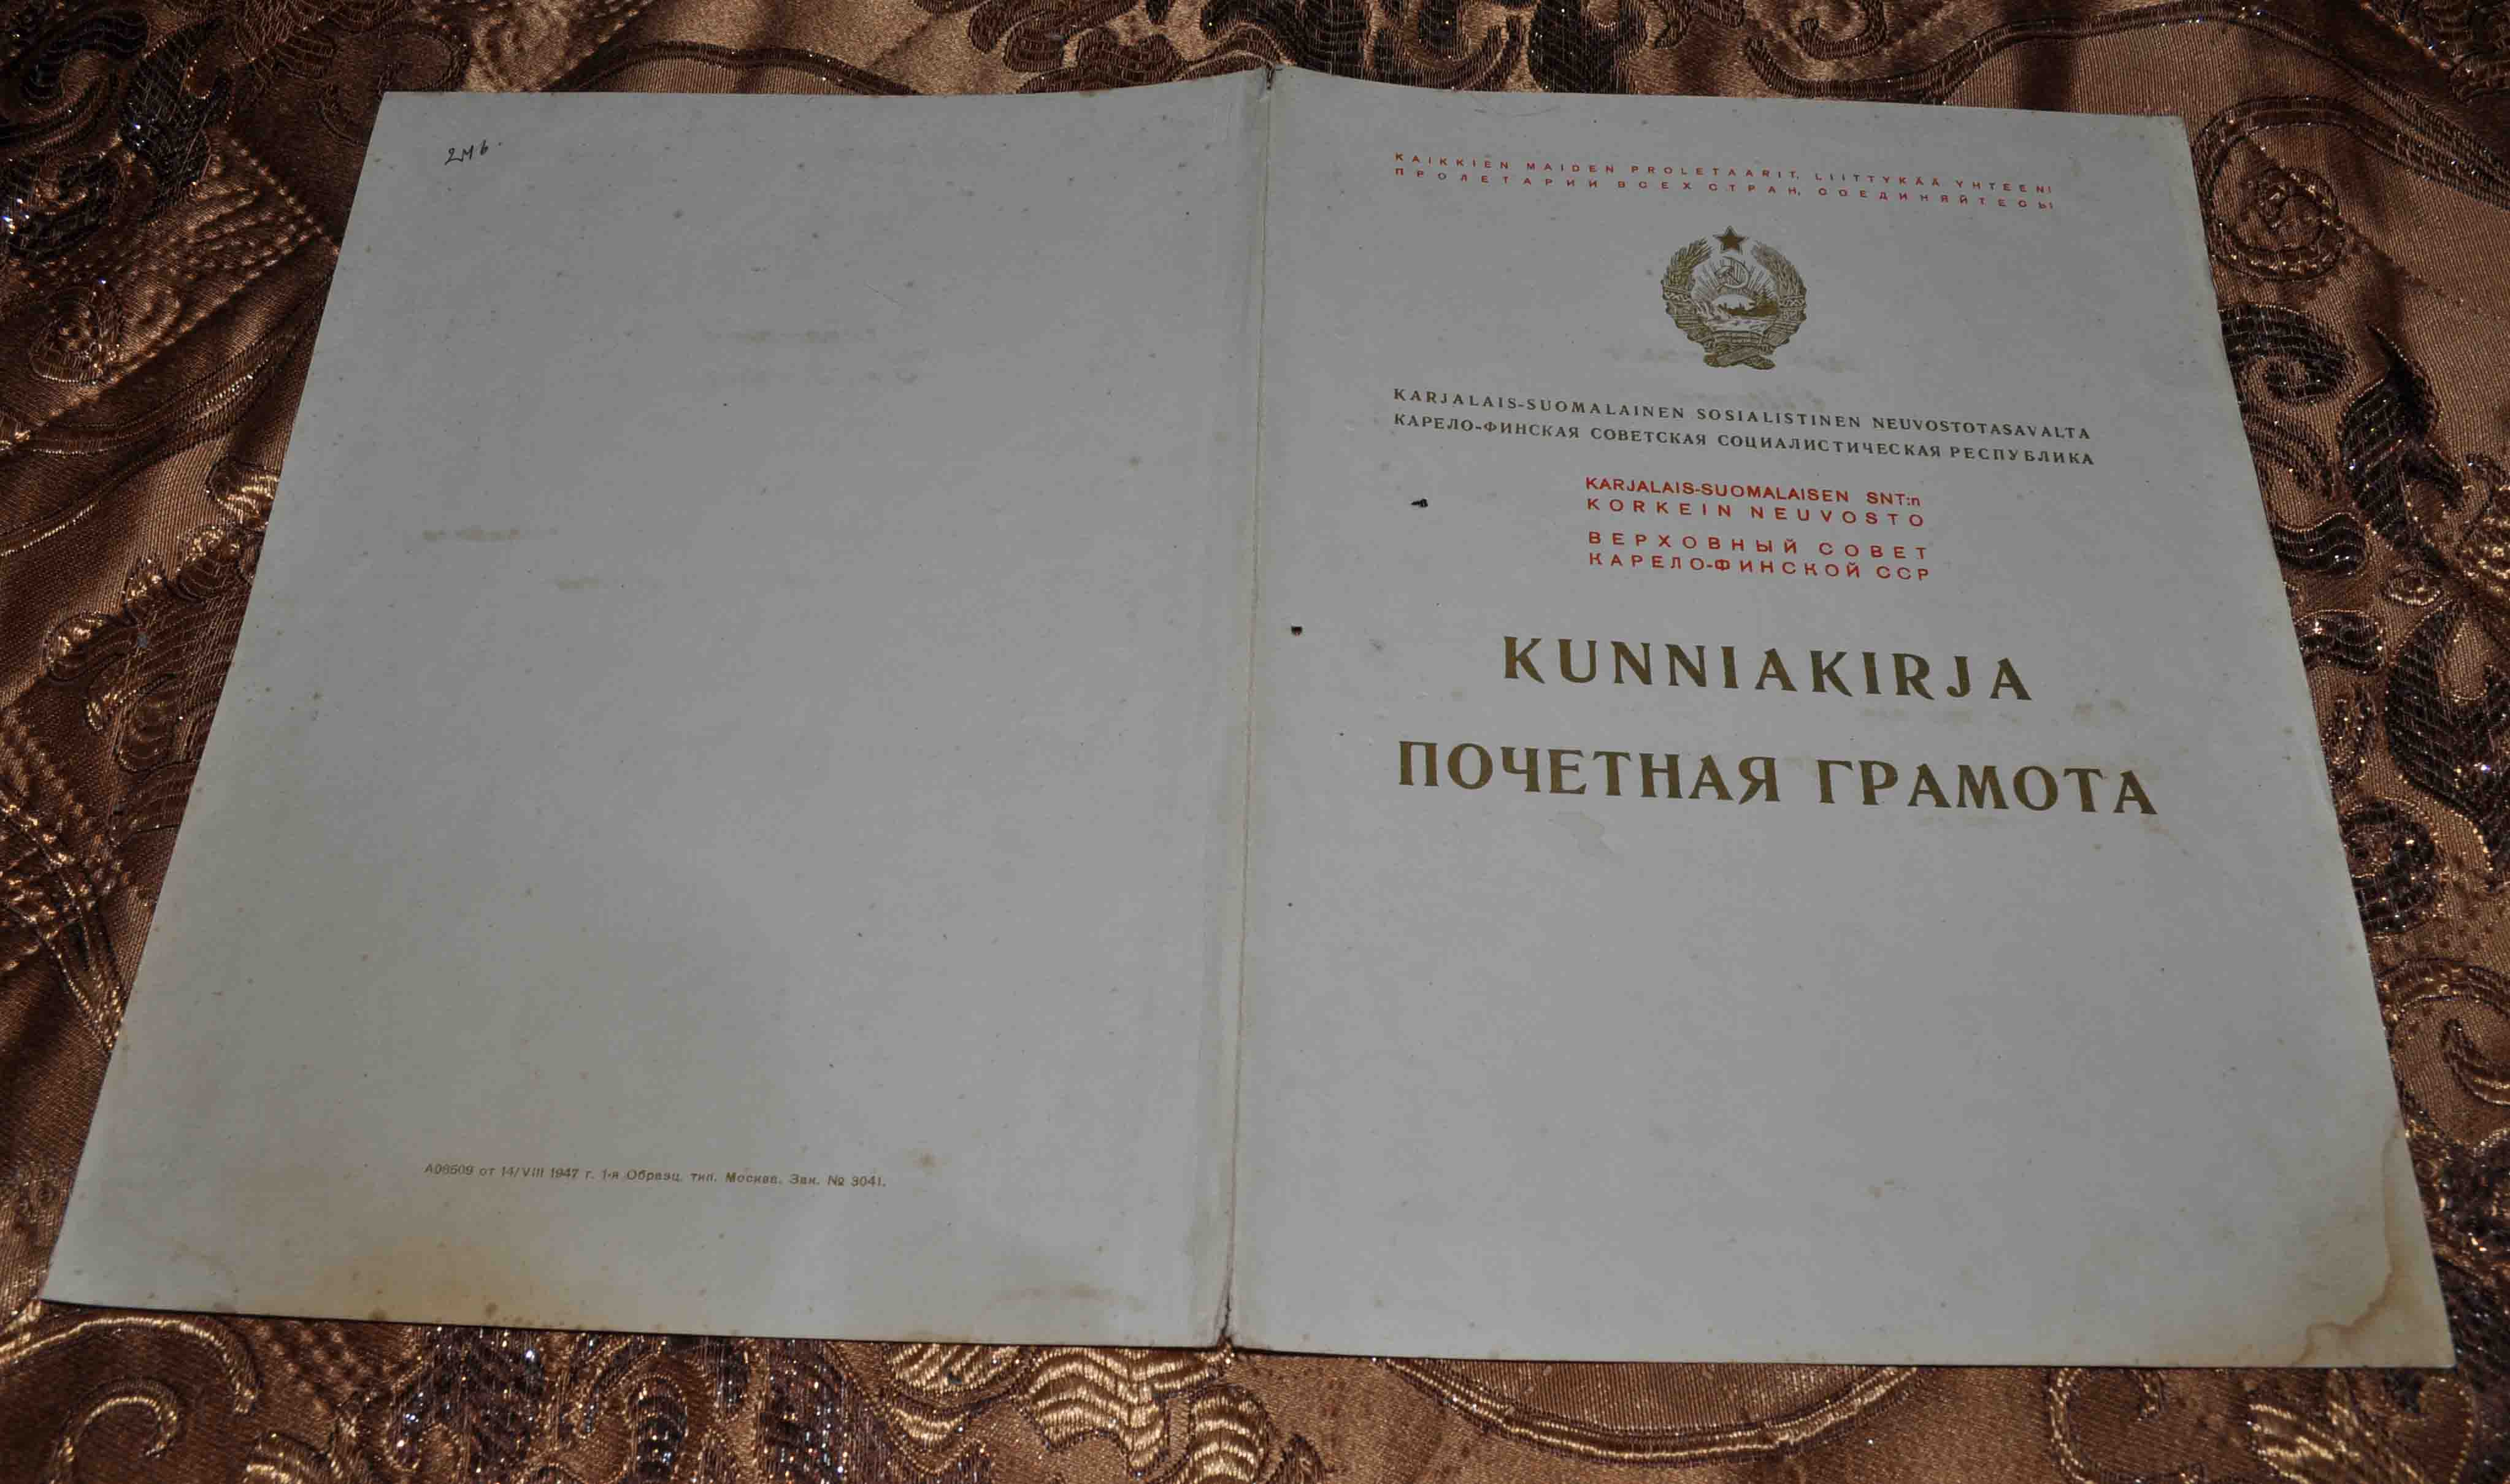 KAIKKIEN MAIDEN PROLETAARIT, LIITTYKÄÄ YHTEEN!
ПРОЛЕТАРИИ ВСЕХ СТРАН, СОЕДИНЯЙТЕСЬ!
KARJALAIS-SUOMALAINEN SOSIALISTINEN NEUVOSTOTASAVALTA
КАРЕЛО-ФИНСКАЯ СОВЕТСКАЯ СОЦИАЛИСТИЧЕСКАЯ РЕСПУБЛИКА
KARJALAIS-SUOMALAISEN SNT:n
KORKEIN NEUVOSTO
ВЕРХОВНЫЙ СОВЕТ
КАРЕЛО-ФИНСКОЙ ССР
KUNNIAKIRJA
ПОЧЕТНАЯ ГРАМОТА
от 14/VIII 1947 г. 1-я Образц. тип. Москва. Зак. № 3041.